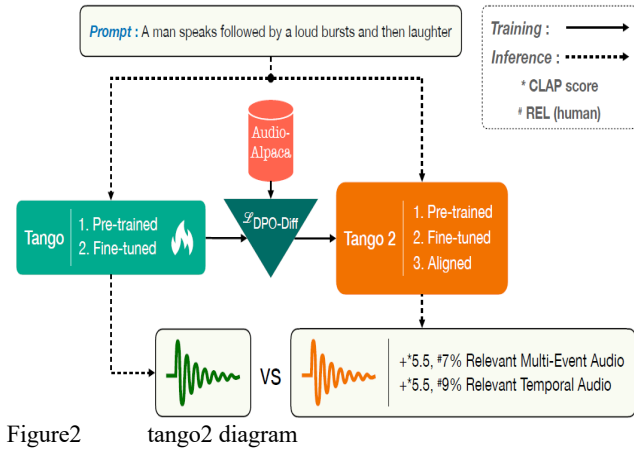 Prompt : A man speaks followed by a loud bursts and then laughter
Training :
Inference :
* CLAP score
# REL (human)
Audio-
Alpaca
Tango
1. Pre-trained
2. Fine-tuned
ℒDPO-Diff
Tango 2
1. Pre-trained
2. Fine-tuned
3. Aligned
VS
+*5.5, #7% Relevant Multi-Event Audio
+*5.5, #9% Relevant Temporal Audio
Figure2 tango2 diagram